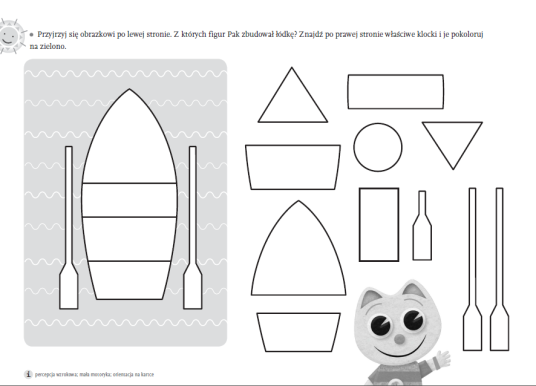 Przyjrzyj się obrazkowi po lewej stronie. Z których figur Pak zbudował łódkę? Znajdź po prawej stronie właściwe klocki i je pokoloruj
na zielono.
percepcja wzrokowa; mała motoryka; orientacja na kartce